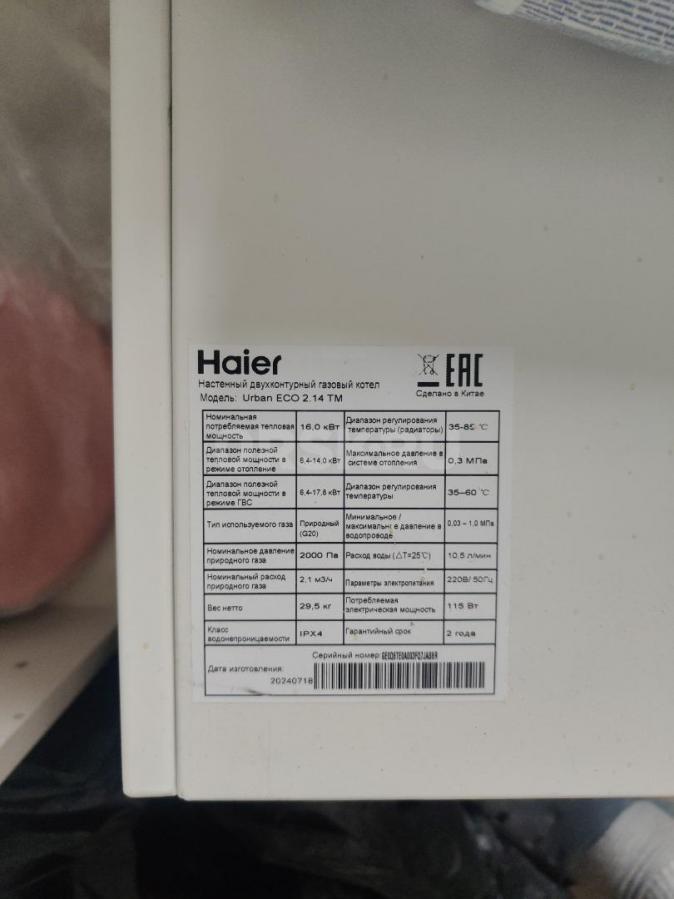 Haier
EAC
Настенный двухконтурный газовый котел
Сделано в Китае
Модель: Urban ECO 2.14 TM
Номинальная
потребляемая тепловая
мощность
16,0 кВт
Диапазон регулирования
температуры (радиаторы)
35-85 °C
Диапазон полезной
тепловой мощности в
режиме отопление
6,4-14,0 кВт
Максимальное давление в
системе отопления
0,3 МПа
Диапазон полезной
тепловой мощности в
режиме ГВС
6,4-17,6 кВт
Диапазон регулирования
температуры
35–60 °C
Тип используемого газа
Природный
(G20)
Минимальное /
максимальное давление в
водопроводе
0,03 – 1,0 МПа
Номинальное давление
природного газа
2000 Па
Расход воды (△T=25℃)
10,5 л/мин
Номинальный расход
природного газа
2,1 м3/ч
Параметры электропитания
220В/ 50Гц
Вес нетто
29,5 кг
Потребляемая
электрическая мощность
115 Вт
Класс
водонепроницаемости
IPX4
Гарантийный срок
2 года
Серийный номер:
Дата изготовления:
20240718